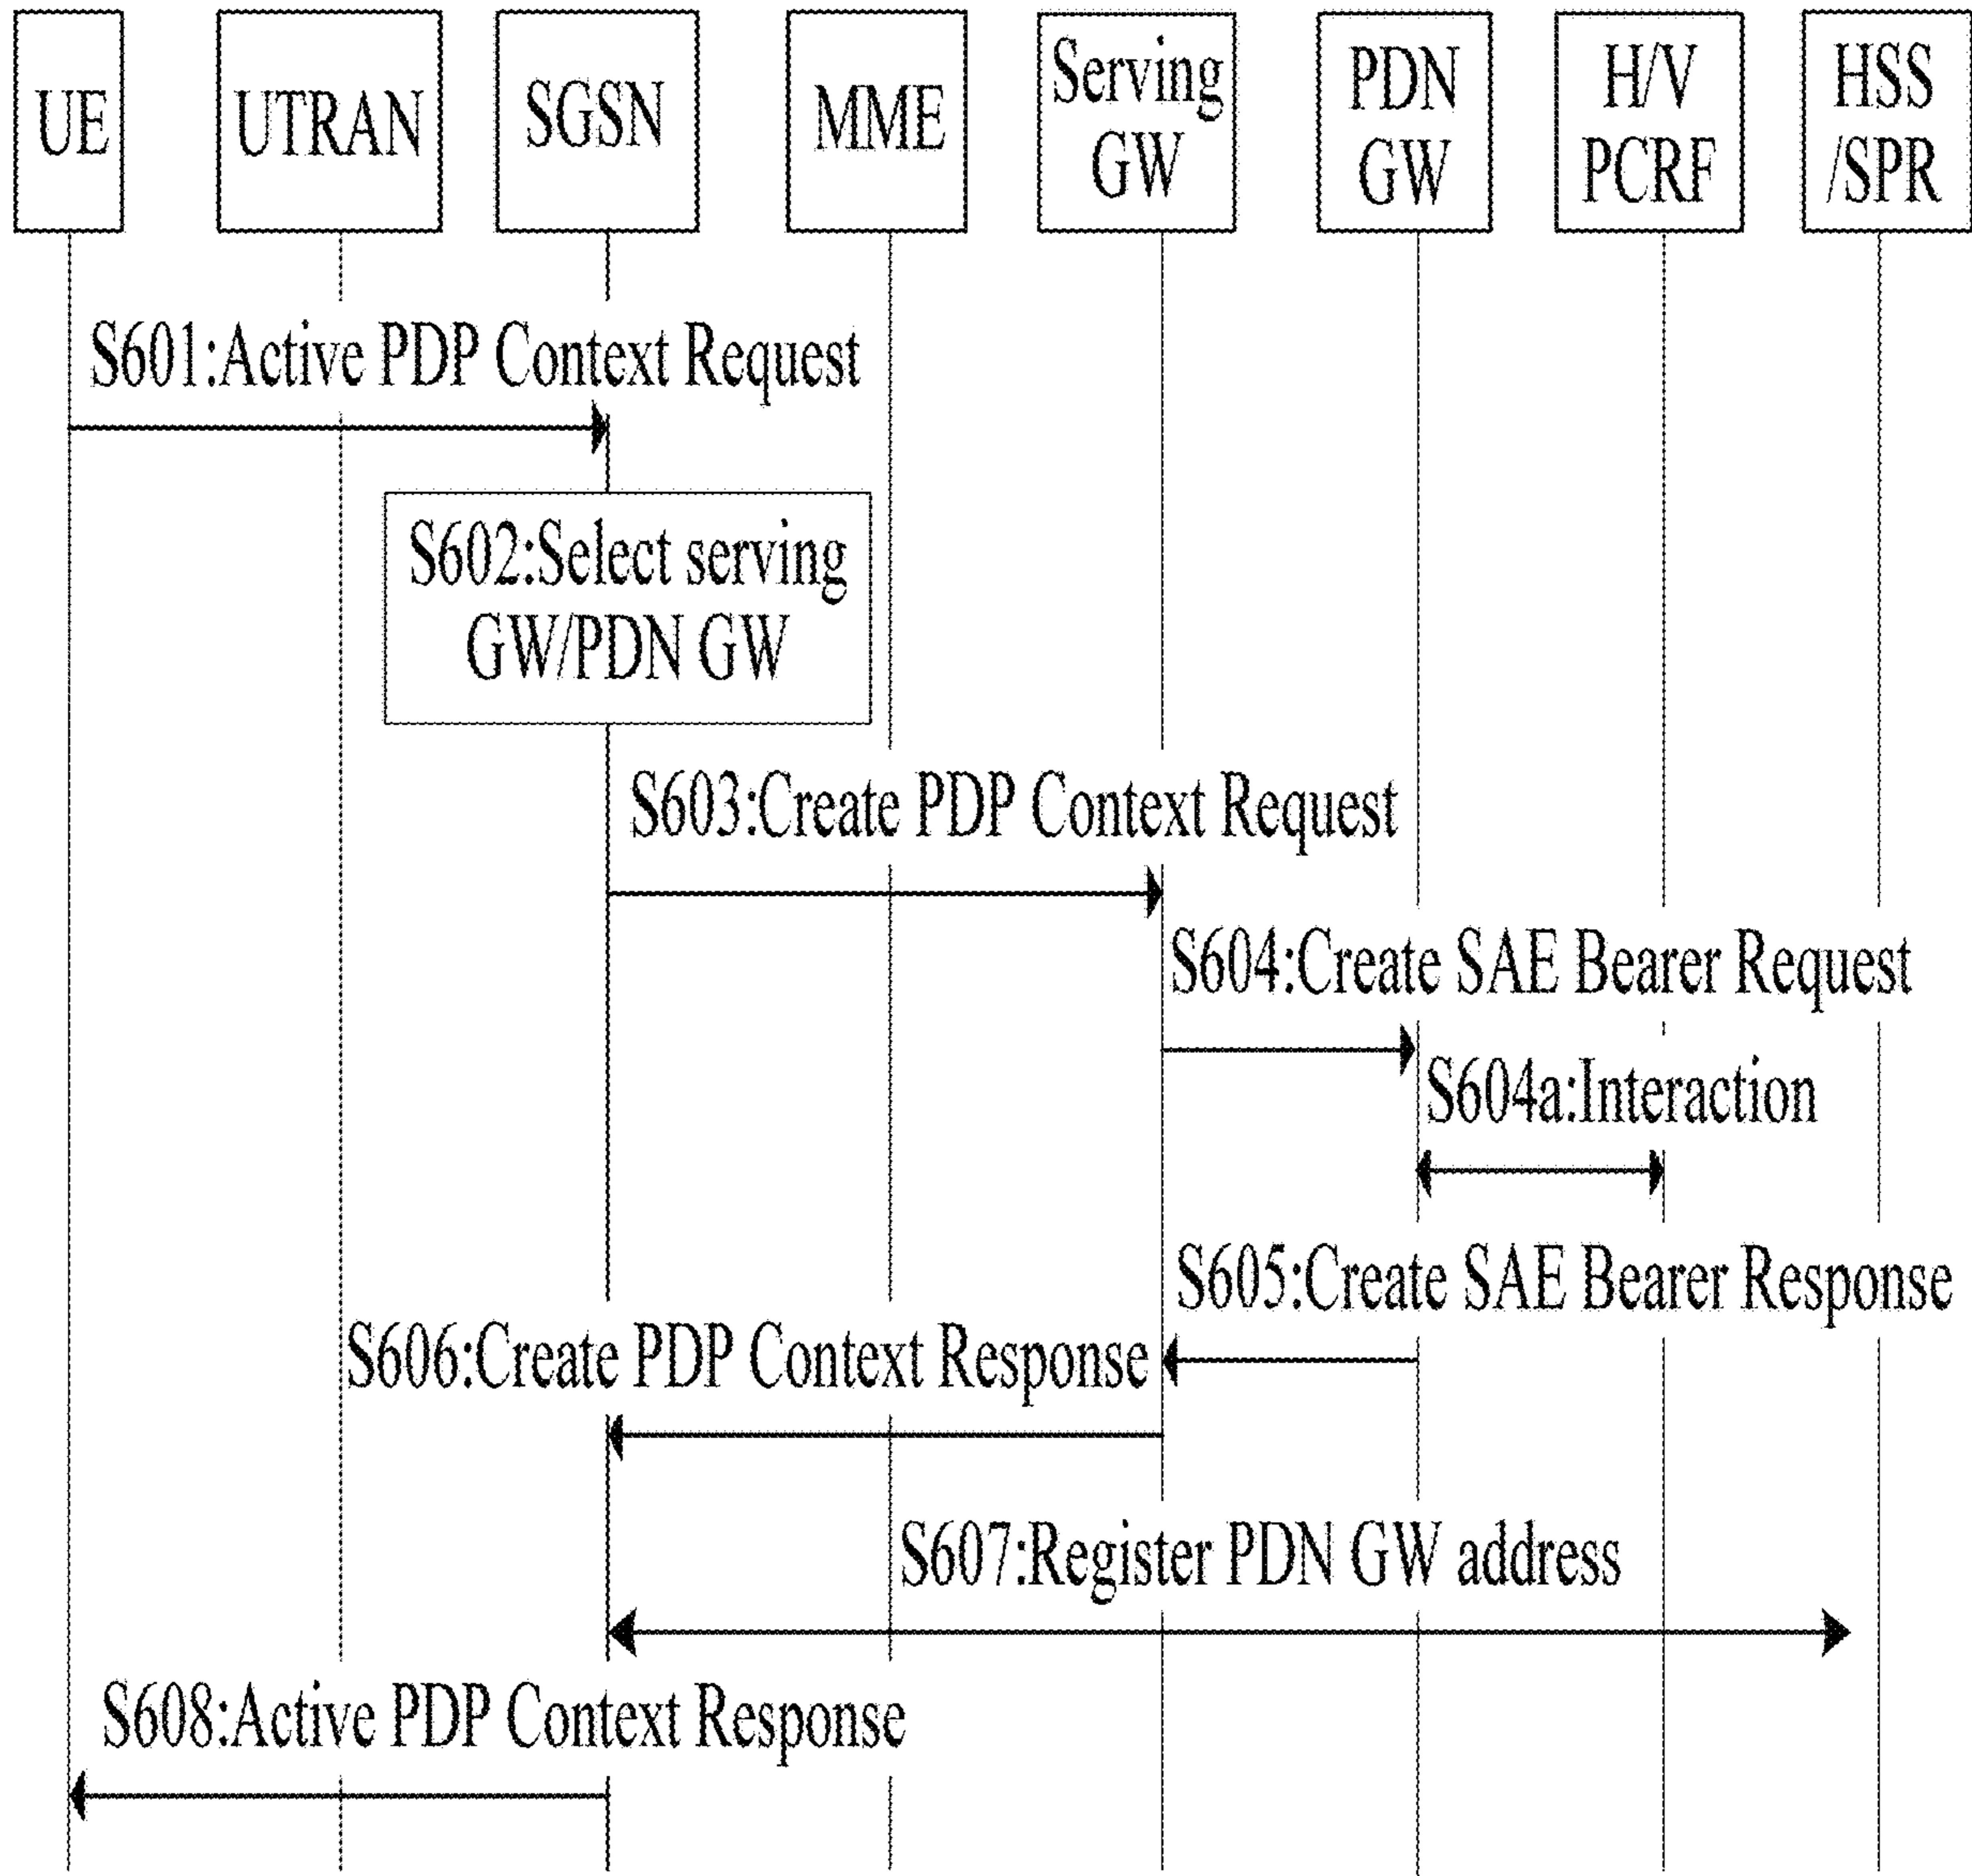 UE
UTRAN
SGSN
MME
Serving
GW
PDN
GW
H/V
PCRF
HSS
/SPR
S601:Active PDP Context Request
S602:Select serving
GW/PDN GW
S603:Create PDP Context Request
S604:Create SAE Bearer Request
S604a:Interaction
S605:Create SAE Bearer Response
S606:Create PDP Context Response
S607:Register PDN GW address
S608:Active PDP Context Response